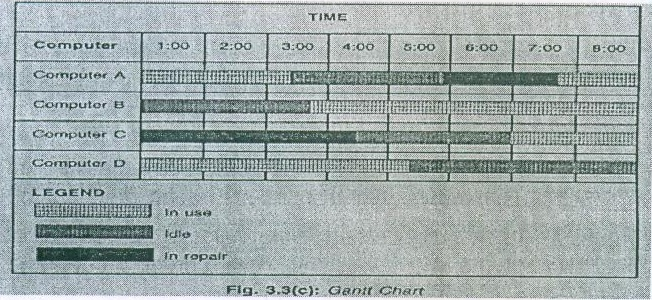 TIME
Computer 1:00 2:00 3:00 4:00 5:00 6:00 7:00 8:00
Computer A
Computer B
Computer C
Computer D
LEGEND
In use
Idle
In repair
Fig. 3.3(c): Gantt Chart